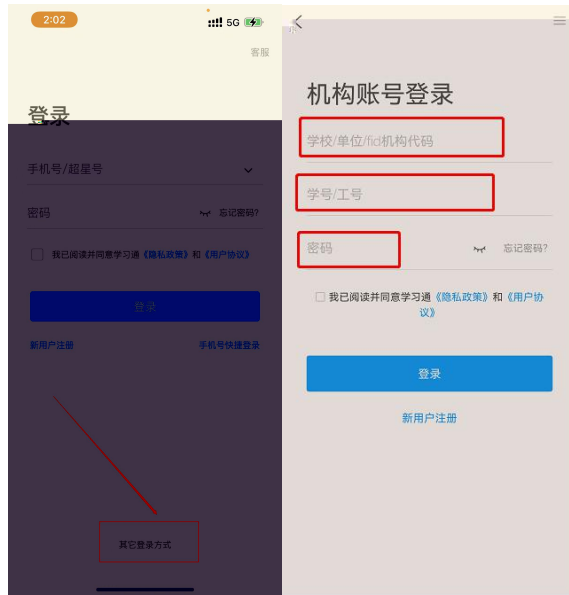 2:02
5G
客服
登录
手机号/超星号
密码
忘记密码?
我已阅读并同意学习通《隐私政策》和《用户协议》
登录
新用户注册
手机号快捷登录
其它登录方式
机构账号登录
学校/单位/fid机构代码
学号/工号
密码
忘记密码?
我已阅读并同意学习通《隐私政策》和《用户协
议》
登录
新用户注册